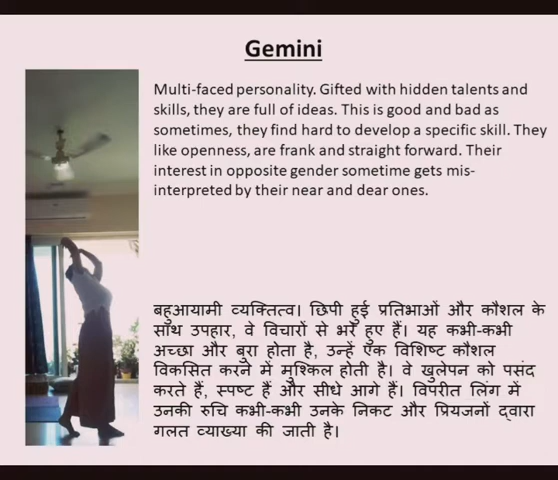 Gemini
Multi-faced personality. Gifted with hidden talents and
skills, they are full of ideas. This is good and bad as
sometimes, they find hard to develop a specific skill. They
like openness, are frank and straight forward. Their
interest in opposite gender sometime gets mis-
interpreted by their near and dear ones.
बहुआयामी व्यक्तित्व। छिपी हुई प्रतिभाओं और कौशल के
साथ उपहार, वे विचारों से भरे हुए हैं। यह कभी-कभी
अच्छा और बुरा होता है, उन्हें एक विशिष्ट कौशल
विकसित करने में मुश्किल होती है। वे खुलेपन को पसंद
करते हैं, स्पष्ट हैं और सीधे आगे हैं। विपरीत लिंग में
उनकी रुचि कभी-कभी उनके निकट और प्रियजनों द्वारा
गलत व्याख्या की जाती है।